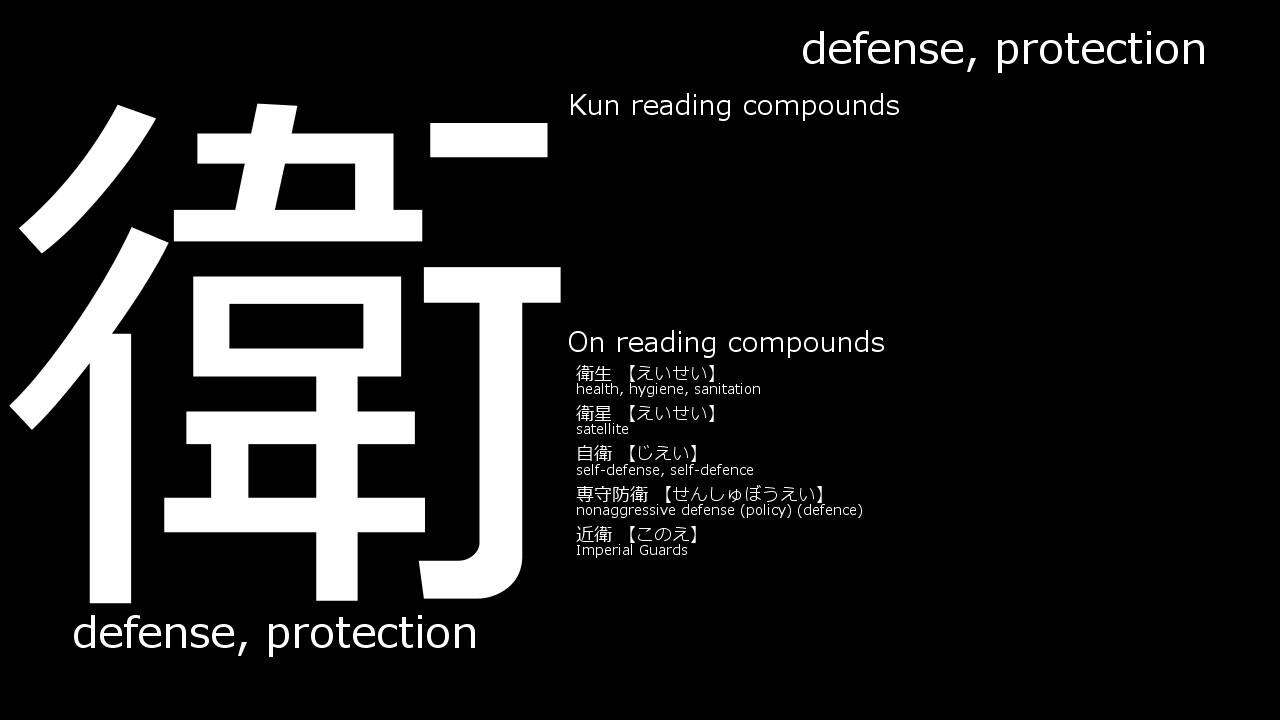 defense, protection
衛
Kun reading compounds
On reading compounds
衛生 【えいせい】
health, hygiene, sanitation
衛星 【えいせい】
satellite
自衛 【じえい】
self-defense, self-defence
専守防衛 【せんしゅぼうえい】
nonaggressive defense (policy) (defence)
近衛 【このえ】
Imperial Guards
defense, protection